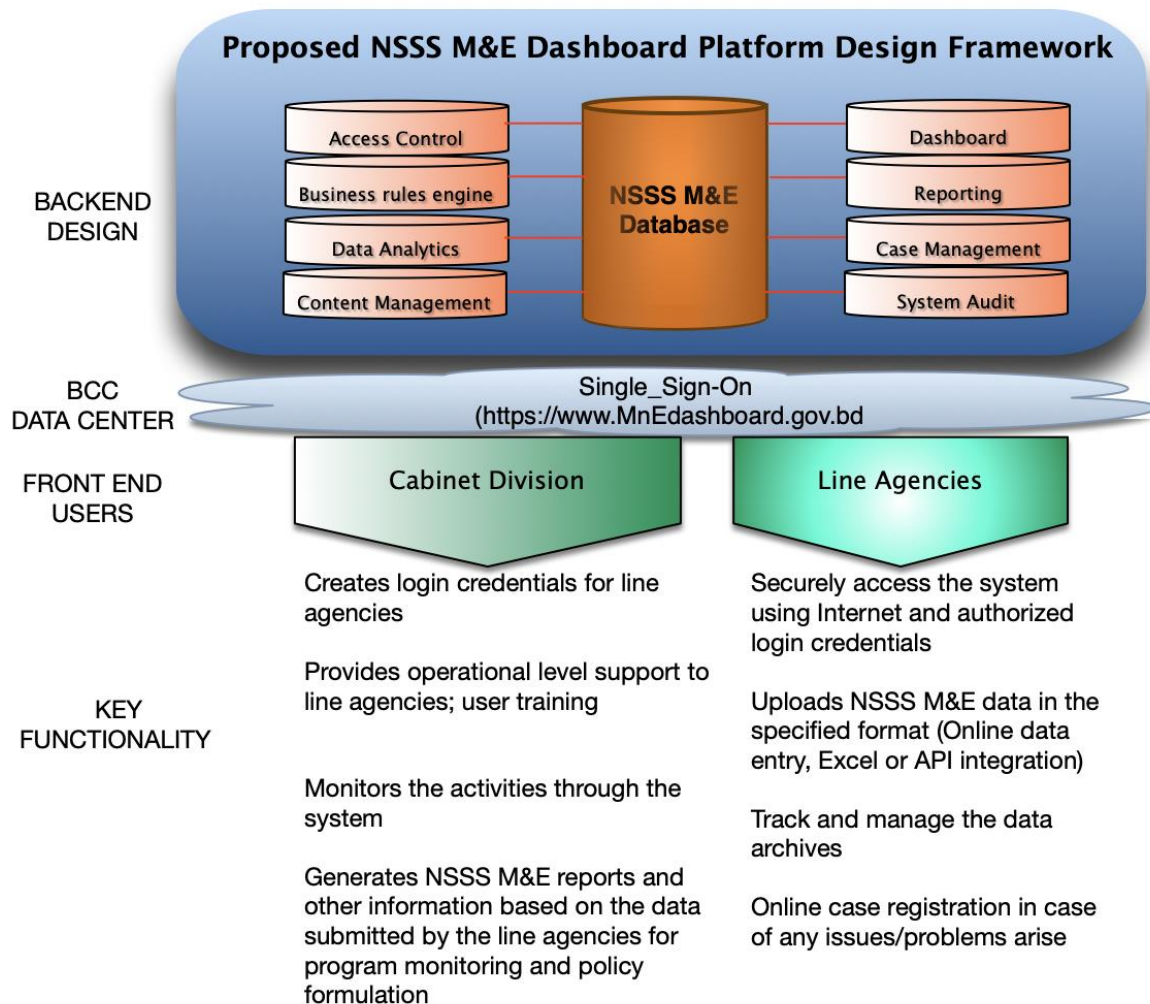 Proposed NSSS M&E Dashboard Platform Design Framework
BACKEND
DESIGN
Access Control
Business rules engine
Data Analytics
Content Management
NSSS M&E
Database
Dashboard
Reporting
Case Management
System Audit
BCC
DATA CENTER
Single_Sign-On
(https://www.MnEdashboard.gov.bd
FRONT END
USERS
Cabinet Division
Line Agencies
KEY
FUNCTIONALITY
Creates login credentials for line
agencies
Provides operational level support to
line agencies; user training
Monitors the activities through the
system
Generates NSSS M&E reports and
other information based on the data
submitted by the line agencies for
program monitoring and policy
formulation
Securely access the system
using Internet and authorized
login credentials
Uploads NSSS M&E data in the
specified format (Online data
entry, Excel or API integration)
Track and manage the data
archives
Online case registration in case
of any issues/problems arise